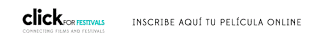 click FOR FESTIVALS
CONNECTING FILMS AND FESTIVALS
INSCRIBE AQUÍ TU PELÍCULA ONLINE